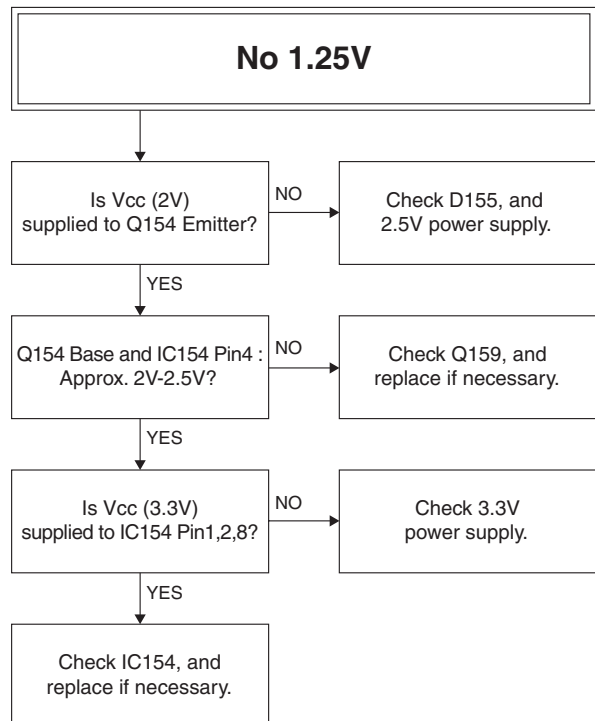 No 1.25V
Is Vcc (2V)
supplied to Q154 Emitter?
NO
Check D155, and
2.5V power supply.
YES
Q154 Base and IC154 Pin4 :
Approx. 2V-2.5V?
NO
Check Q159, and
replace if necessary.
YES
Is Vcc (3.3V)
supplied to IC154 Pin1,2,8?
NO
Check 3.3V
power supply.
YES
Check IC154, and
replace if necessary.